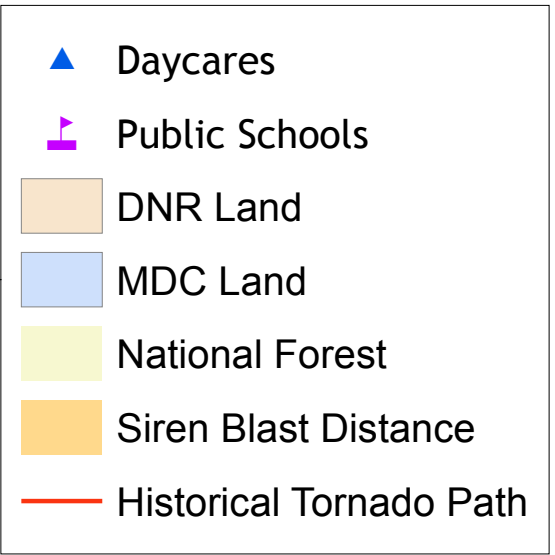 Daycares
Public Schools
DNR Land
MDC Land
National Forest
Siren Blast Distance
Historical Tornado Path